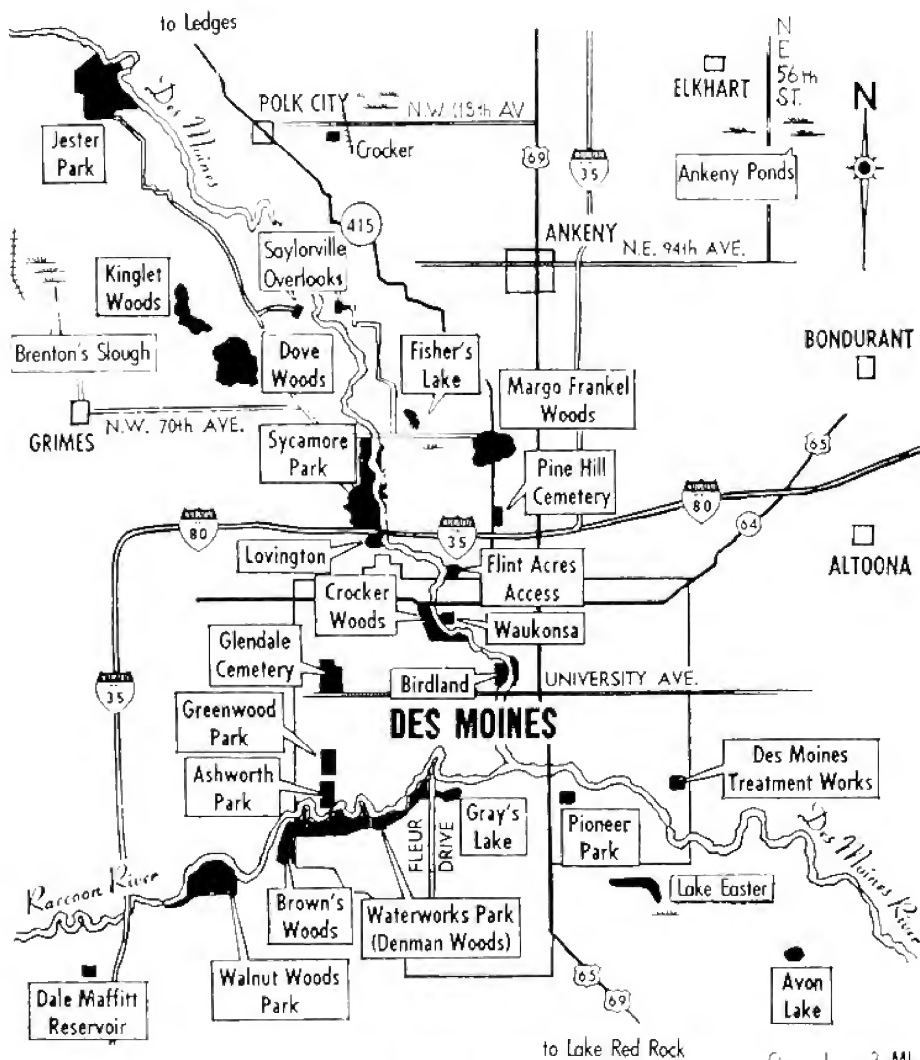 to Ledges
N
E
56th
ST.
ELKHART
N
POLK CITY
N.W. 118th AV
Des Moines
Crocker
69
35
Jester
Park
Ankeny Ponds
415
ANKENY
N.E. 94th AVE.
Saylorville
Overlooks
Kinglet
Woods
BONDURANT
Brenton's Slough
Dove
Woods
Fisher's
Lake
Margo Frankel
Woods
GRIMES
N.W. 70th AVE.
65
Sycamore
Park
Pine Hill
Cemetery
80
80
35
64
Lovington
Flint Acres
Access
ALTOONA
Crocker
Woods
Waukonsa
Glendale
Cemetery
35
Birdland
UNIVERSITY AVE.
Greenwood
Park
DES MOINES
Des Moines
Treatment Works
Ashworth
Park
Gray's
Lake
Pioneer
Park
FLEUR
DRIVE
Des Moines River
Raccoon River
Brown's
Woods
Waterworks Park
(Denman Woods)
Lake Easter
Walnut Woods
Park
65
69
Avon
Lake
Dale Maffitt
Reservoir
to Lake Red Rock